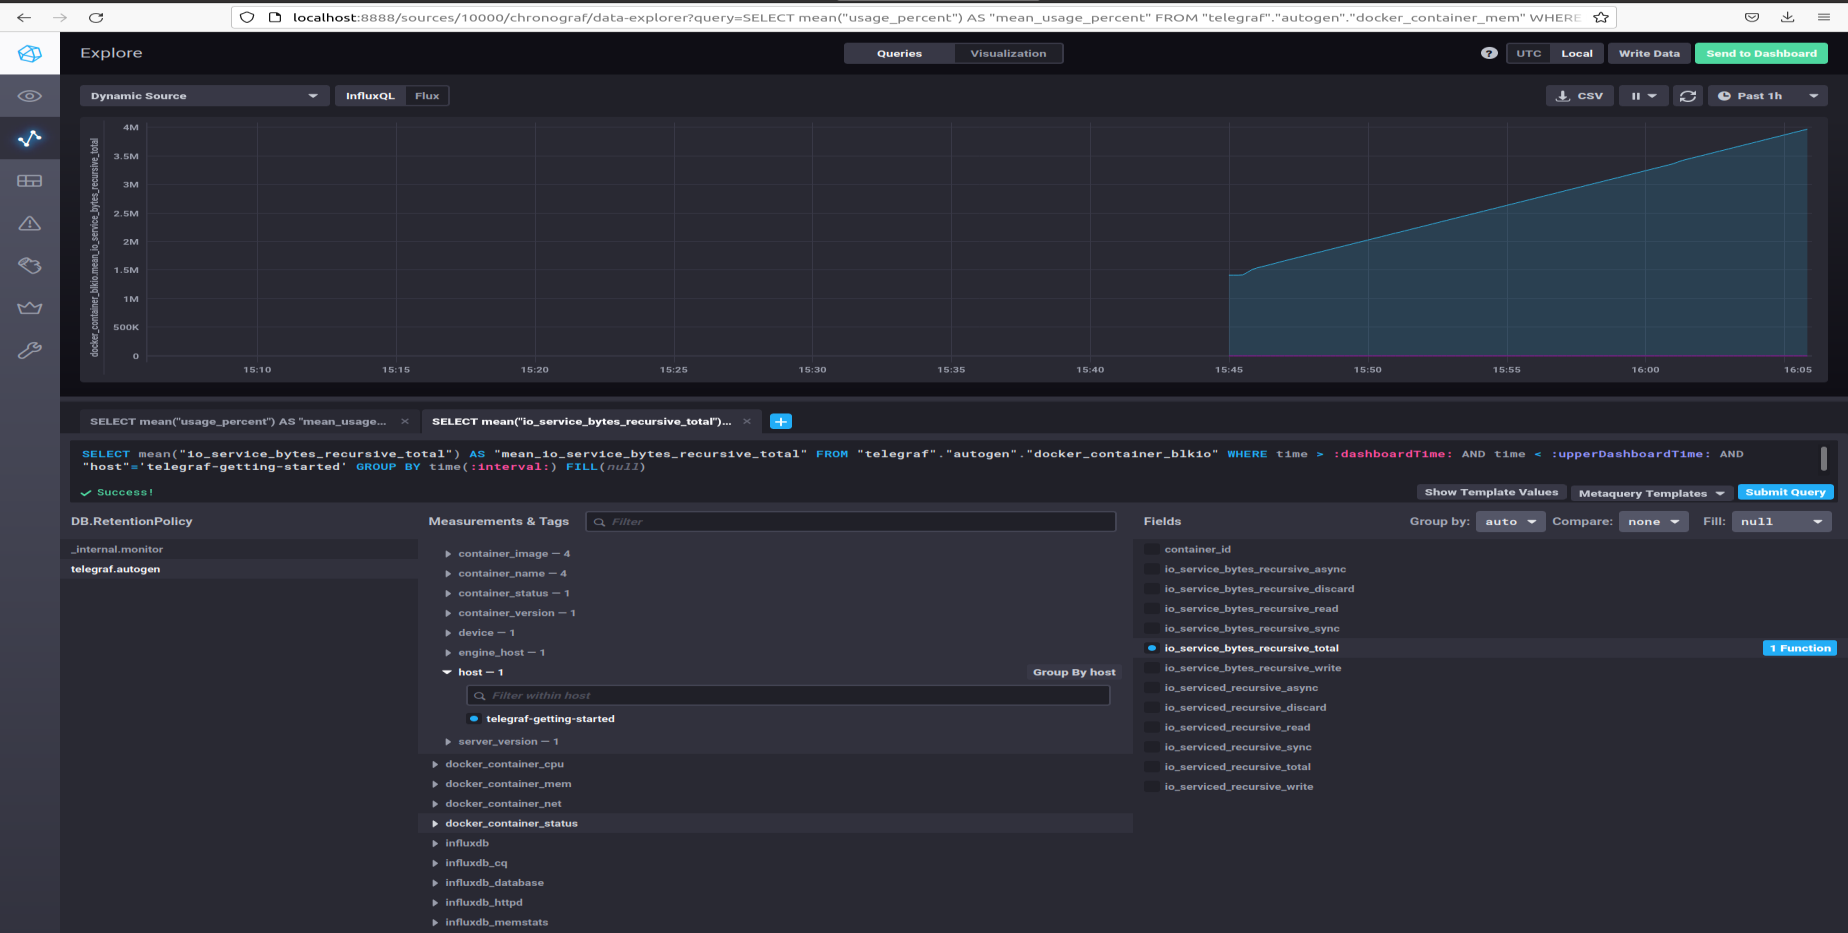 localhost:8888/sources/10000/chronograf/data-explorer?query=SELECT mean("usage_percent") AS "mean_usage_percent" FROM "telegraf"."autogen"."docker_container_mem" WHERE
Explore
Queries
Visualization
?
UTC
Local
Write Data
Send to Dashboard
Dynamic Source
InfluxQL
Flux
CSV
Past 1h
docker_container_blkio.mean_io_service_bytes_recursive_total
4M
3.5M
3M
2.5M
2M
1.5M
1M
500K
0
15:10
15:15
15:20
15:25
15:30
15:35
15:40
15:45
15:50
15:55
16:00
16:05
SELECT mean("usage_percent") AS "mean_usage...
SELECT mean("io_service_bytes_recursive_total")...
SELECT mean("io_service_bytes_recursive_total") AS "mean_io_service_bytes_recursive_total" FROM "telegraf"."autogen"."docker_container_blkio" WHERE time > :dashboardTime: AND time < :upperDashboardTime: AND
"host"='telegraf-getting-started' GROUP BY time(:interval:) FILL(null)
Success!
Show Template Values
Metaquery Templates
Submit Query
DB.RetentionPolicy
_internal.monitor
telegraf.autogen
Measurements & Tags
Filter
container_image — 4
container_name — 4
container_status — 1
container_version — 1
device — 1
engine_host — 1
host — 1
Group By host
Filter within host
telegraf-getting-started
server_version — 1
docker_container_cpu
docker_container_mem
docker_container_net
docker_container_status
influxdb
influxdb_cq
influxdb_database
influxdb_httpd
influxdb_memstats
Fields
Group by:
auto
Compare:
none
Fill:
null
container_id
io_service_bytes_recursive_async
io_service_bytes_recursive_discard
io_service_bytes_recursive_read
io_service_bytes_recursive_sync
io_service_bytes_recursive_total
1 Function
io_service_bytes_recursive_write
io_serviced_recursive_async
io_serviced_recursive_discard
io_serviced_recursive_read
io_serviced_recursive_sync
io_serviced_recursive_total
io_serviced_recursive_write